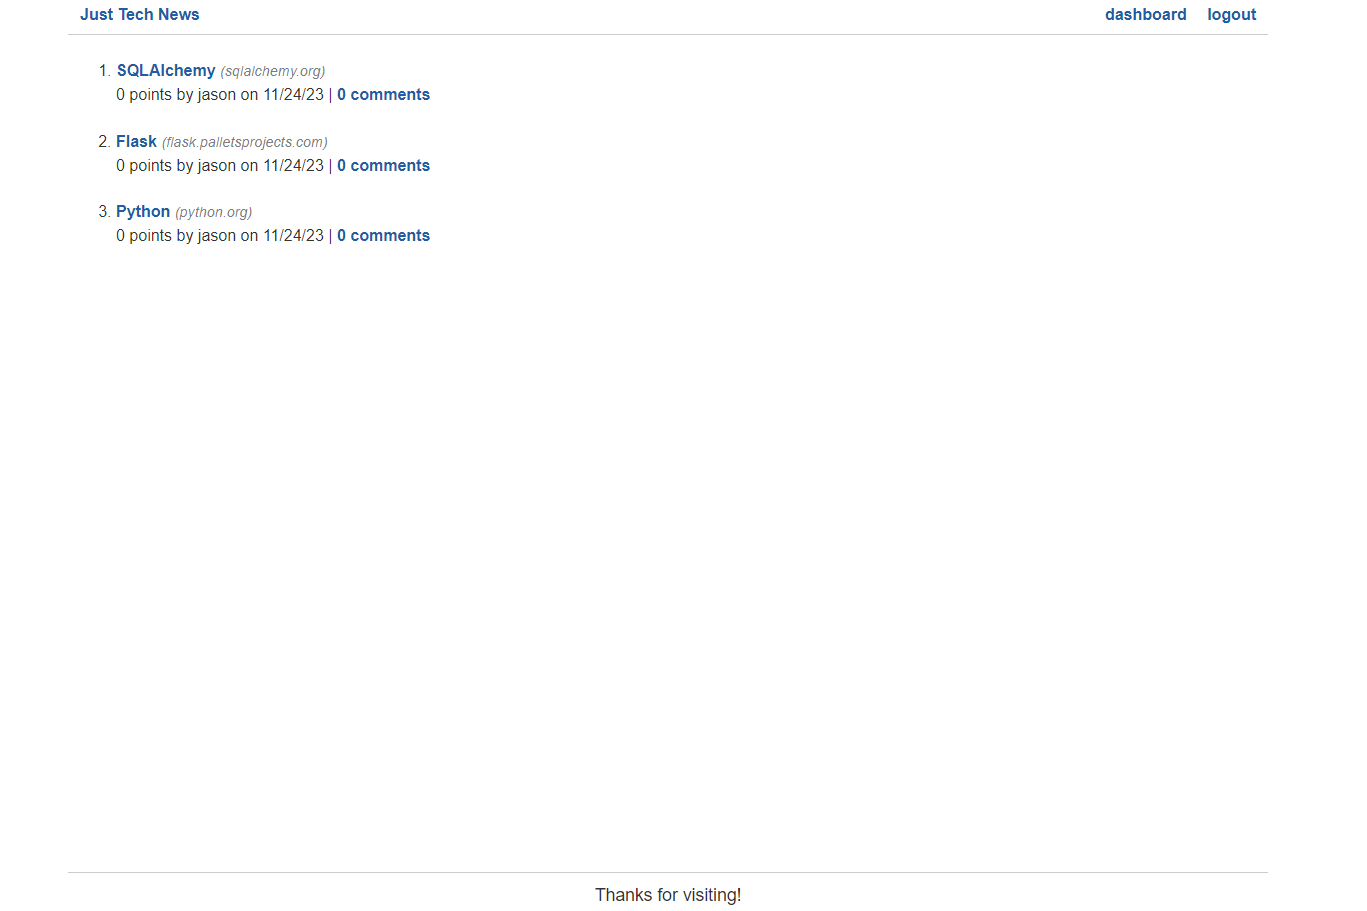 Just Tech News dashboard logout
1. SQLAlchemy (sqlalchemy.org)
0 points by jason on 11/24/23 | 0 comments
2. Flask (flask.palletsprojects.com)
0 points by jason on 11/24/23 | 0 comments
3. Python (python.org)
0 points by jason on 11/24/23 | 0 comments
Thanks for visiting!